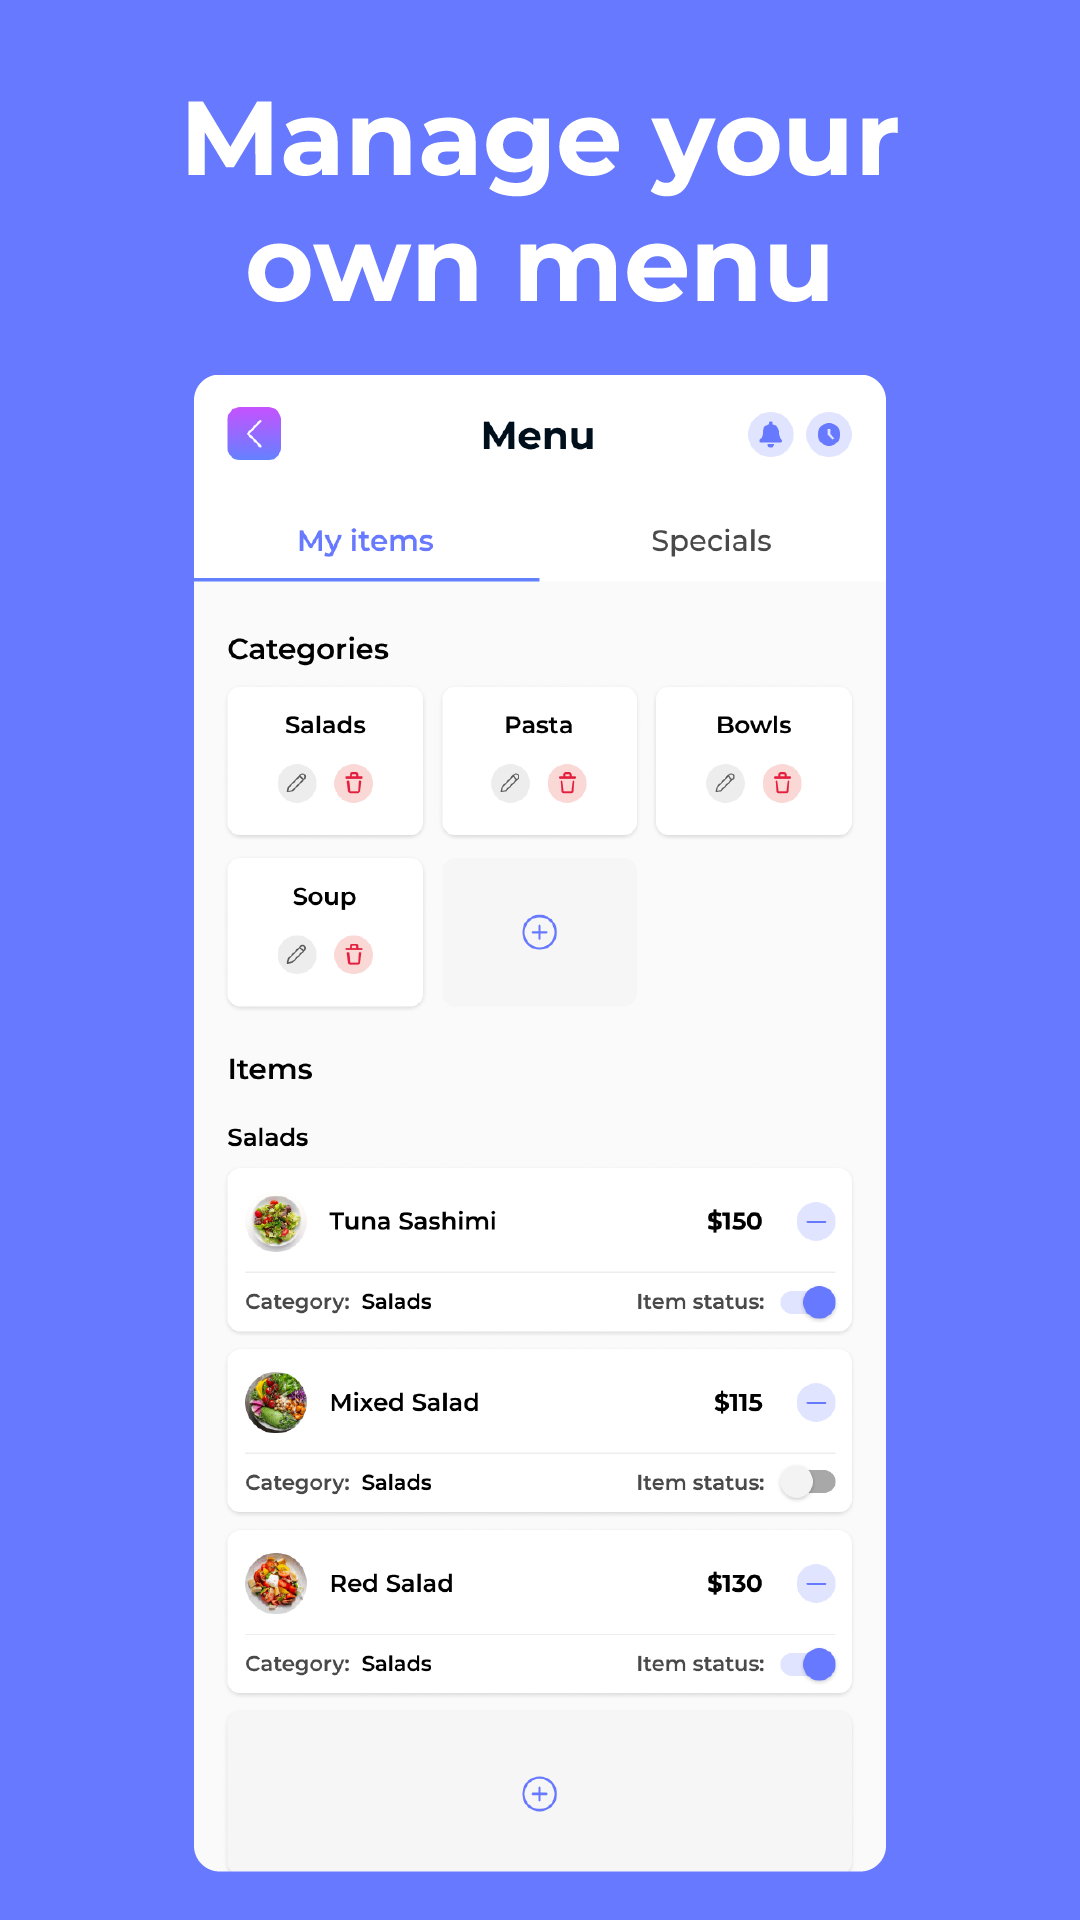 Manage your
own menu
Menu
My items Specials
Categories
Salads Pasta Bowls
Soup
Items
Salads
Tuna Sashimi $150
Category: Salads Item status:
Mixed Salad $115
Category: Salads Item status:
Red Salad $130
Category: Salads Item status: